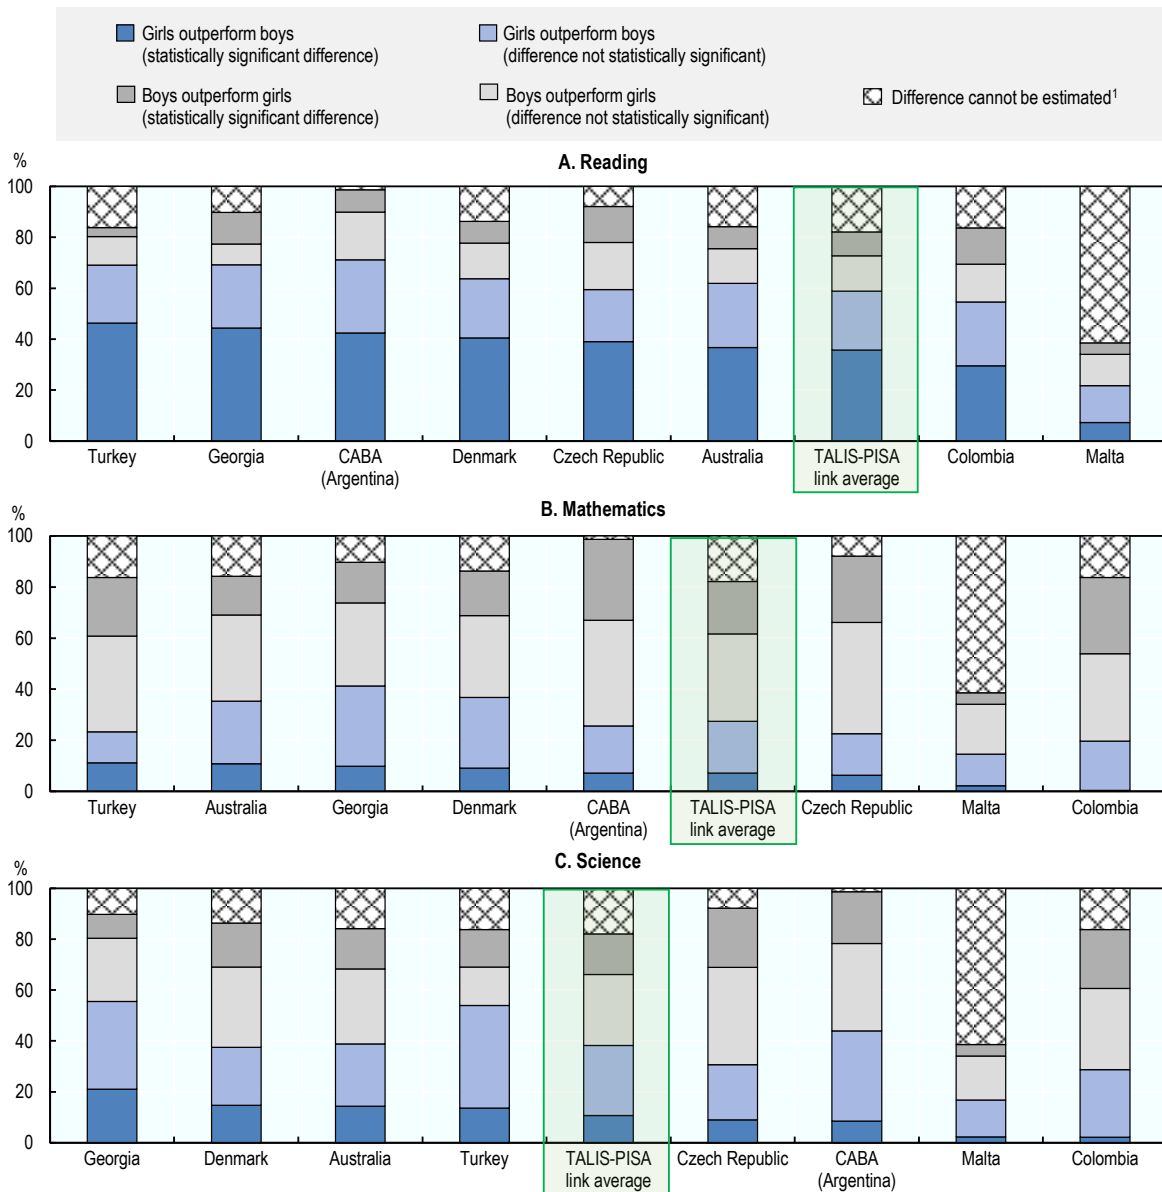 Girls outperform boys
(statistically significant difference)
Girls outperform boys
(difference not statistically significant)
Boys outperform girls
(statistically significant difference)
Boys outperform girls
(difference not statistically significant)
Difference cannot be estimated¹
%
A. Reading
100
80
60
40
20
0
Turkey
Georgia
CABA
(Argentina)
Denmark
Czech Republic
Australia
TALIS-PISA
link average
Colombia
Malta
%
B. Mathematics
100
80
60
40
20
0
Turkey
Australia
Georgia
Denmark
CABA
(Argentina)
TALIS-PISA
link average
Czech Republic
Malta
Colombia
%
C. Science
100
80
60
40
20
0
Georgia
Denmark
Australia
Turkey
TALIS-PISA
link average
Czech Republic
CABA
(Argentina)
Malta
Colombia